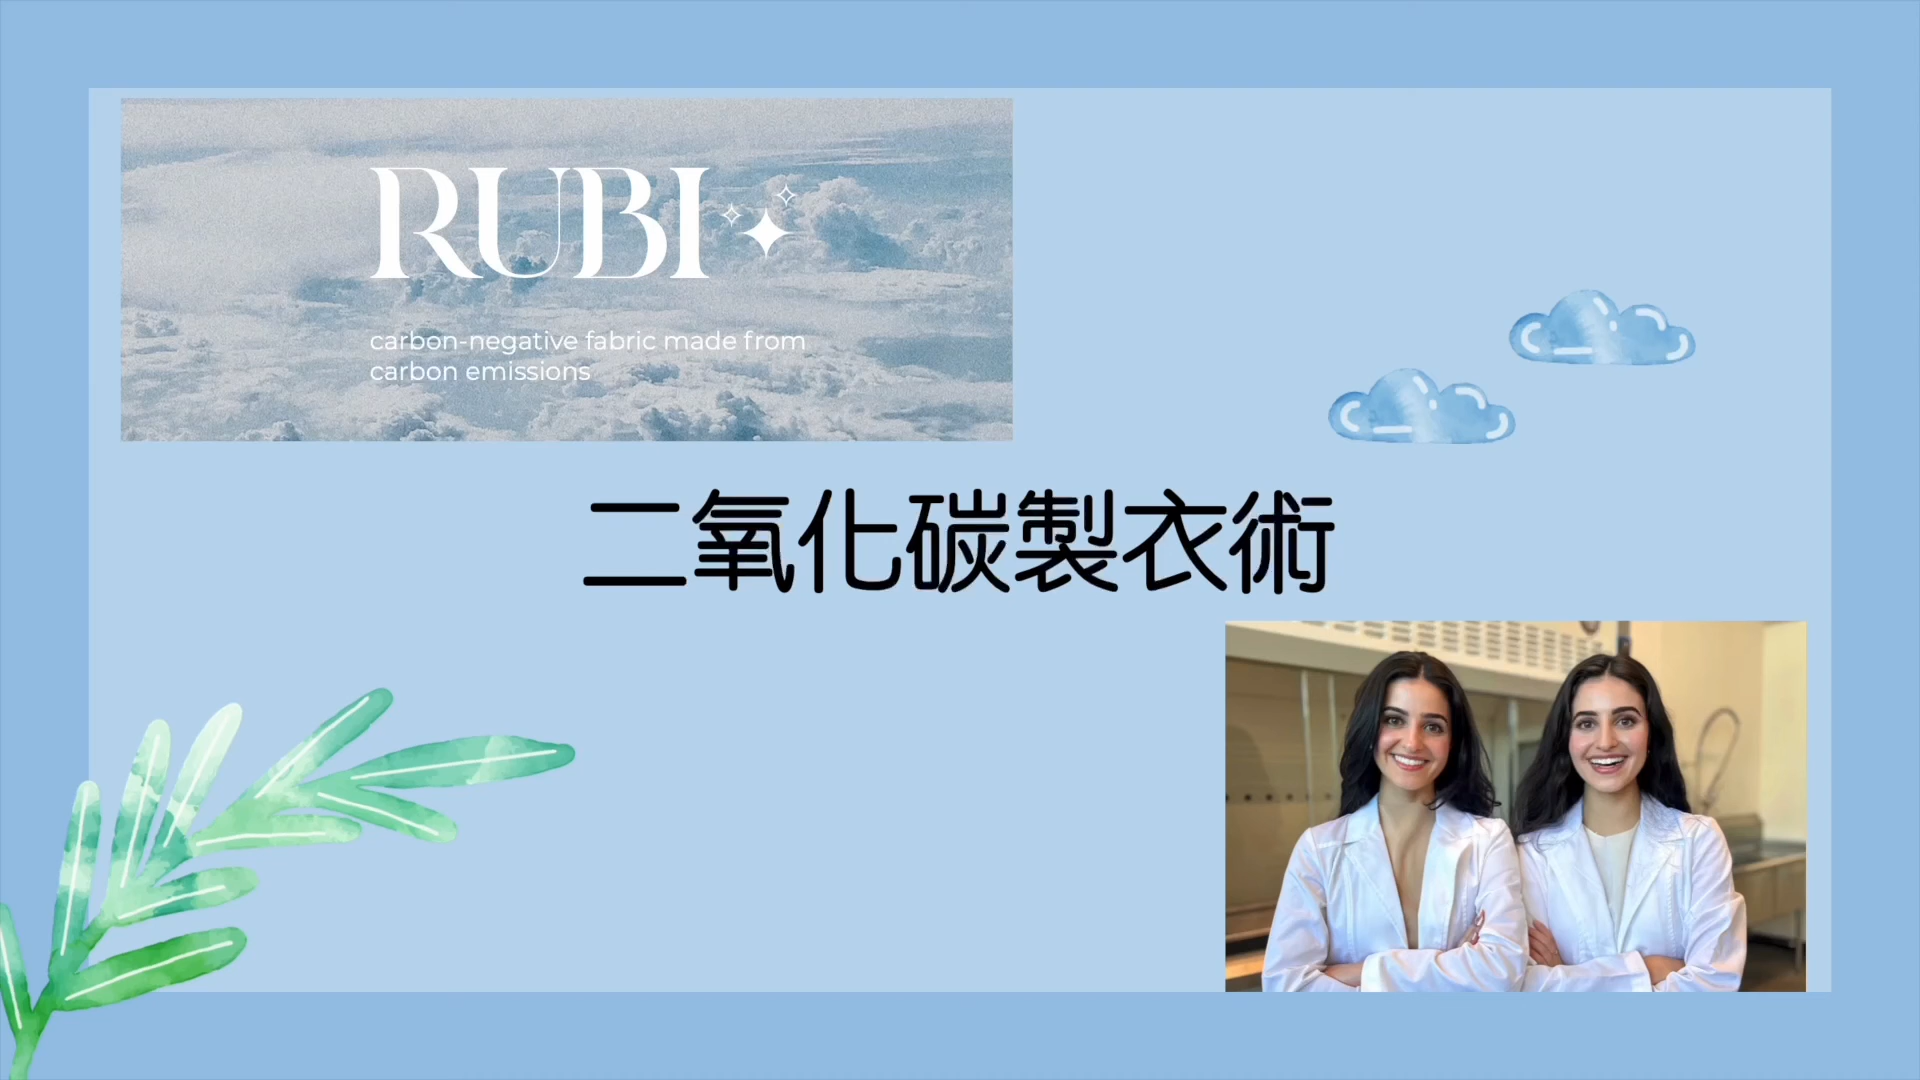 RUBI
carbon-negative fabric made from
carbon emissions
二氧化碳製衣術